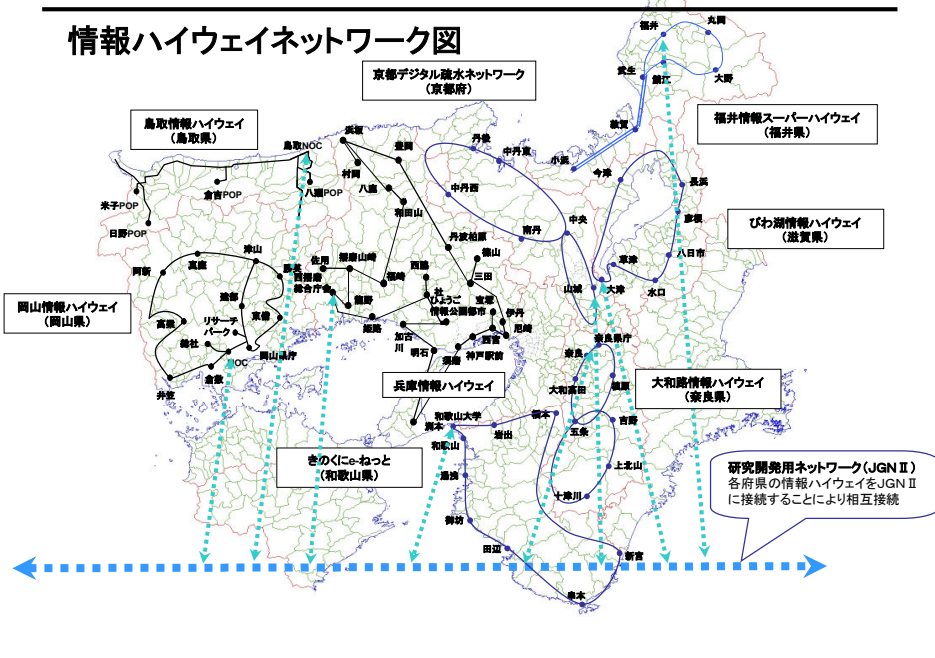 情報ハイウェイネットワーク図
京都デジタル疏水ネットワーク
(京都府)
鳥取情報ハイウェイ
(鳥取県)
福井情報スーパーハイウェイ
(福井県)
びわ湖情報ハイウェイ
(滋賀県)
岡山情報ハイウェイ
(岡山県)
兵庫情報ハイウェイ
大和路情報ハイウェイ
(奈良県)
きのくにe-ねっと
(和歌山県)
研究開発用ネットワーク(JGNⅡ)
各府県の情報ハイウェイをJGNⅡ
に接続することにより相互接続
福井
丸岡
武生
鯖江
大野
敦賀
小浜
今津
長浜
彦根
八日市
草津
水口
大津
丹後
中丹東
中丹西
南丹
中央
山城
鳥取NOC
米子POP
倉吉POP
八頭POP
日野POP
浜坂
豊岡
村岡
八鹿
和田山
丹波柏原
篠山
三田
西脇
社
佐用
播磨山崎
福崎
西播磨
総合庁舎
龍野
姫路
ひょうご
情報公園都市
宝塚
伊丹
尼崎
西宮
神戸駅前
須磨
明石
加古
川
洲本
阿新
真庭
津山
勝英
建部
高梁
リサーチ
パーク
東備
総社
岡山県庁
NOC
倉敷
井笠
奈良県庁
奈良
大和高田
橿原
五条
吉野
上北山
十津川
和歌山大学
和歌山
岩出
橋本
湯浅
御坊
田辺
串本
新宮